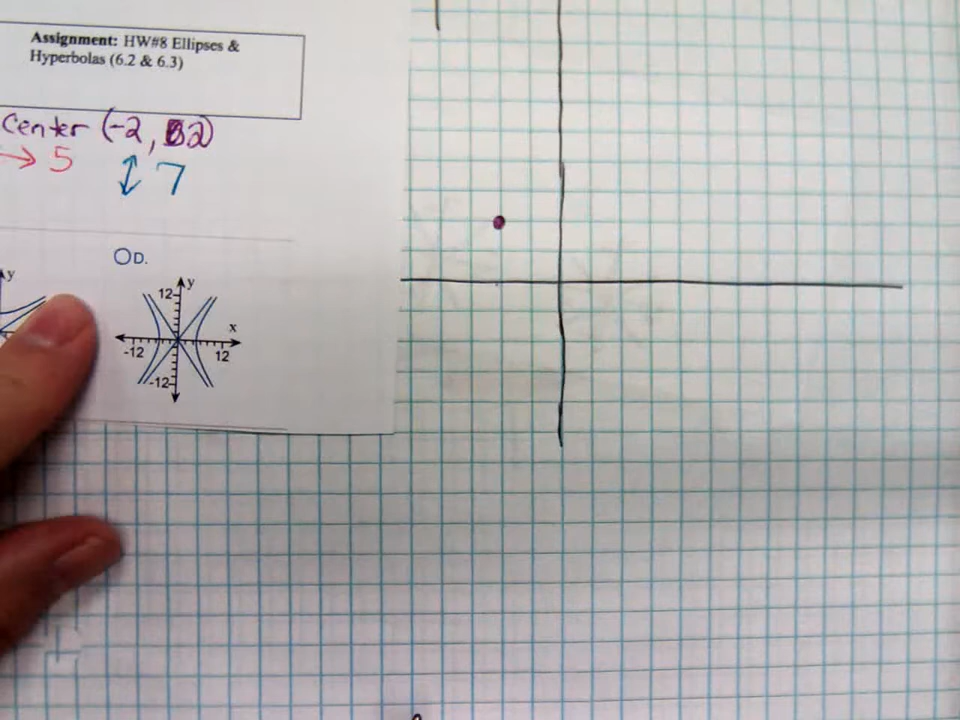 Assignment: HW#8 Ellipses &
Hyperbolas (6.2 & 6.3)
Center (-2, 2)
→ 5 ↕ 7
D.
y
12
y
x
-12
12
-12